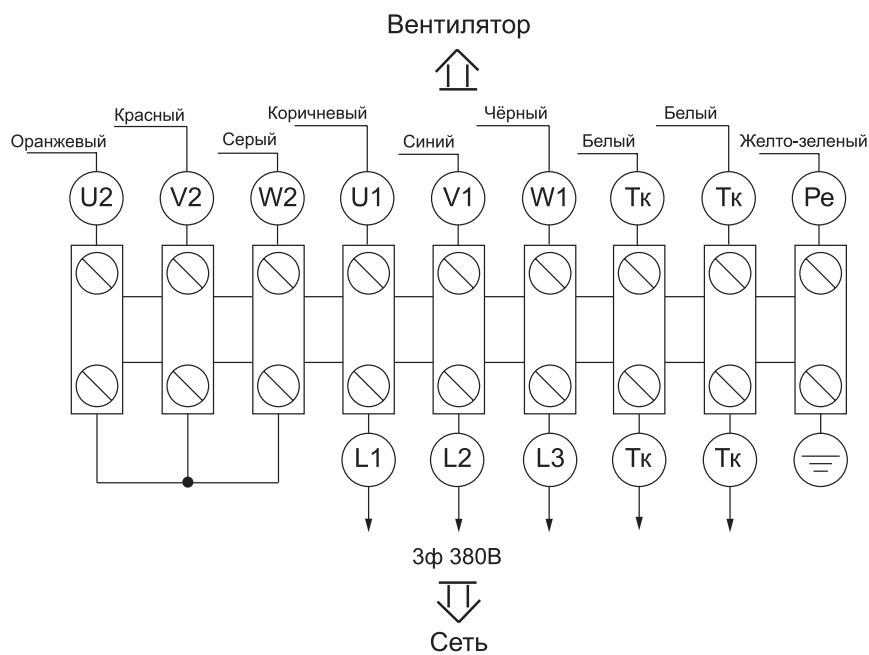 Вентилятор
Оранжевый
Красный
Серый
Коричневый
Синий
Чёрный
Белый
Белый
Желто-зеленый
U2 V2 W2 U1 V1 W1 Тк Тк Pe
L1 L2 L3 Тк Тк
3ф 380В
Сеть